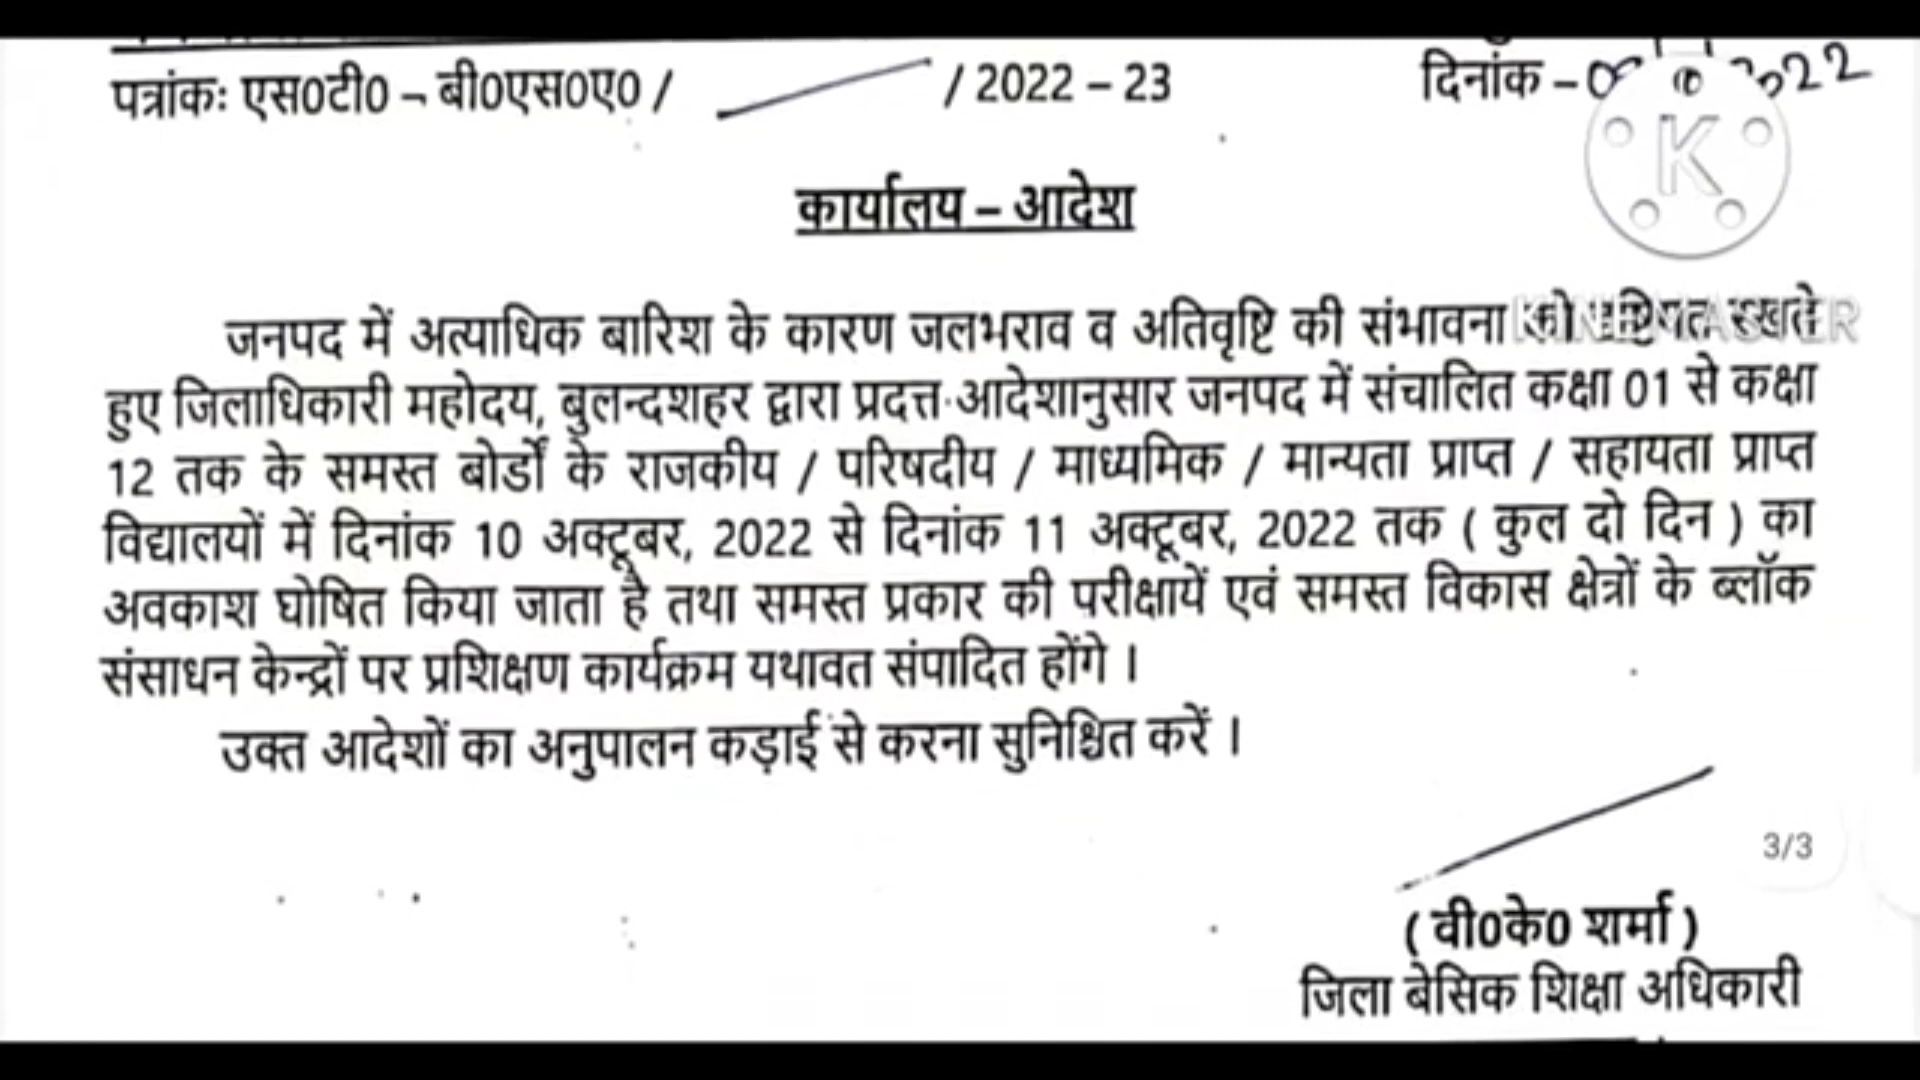 पत्रांकः एस0टी0 – बी0एस0ए0 / / 2022 – 23
दिनांक –
कार्यालय – आदेश
जनपद में अत्याधिक बारिश के कारण जलभराव व अतिवृष्टि की संभावना को रखते
हुए जिलाधिकारी महोदय, बुलन्दशहर द्वारा प्रदत्त आदेशानुसार जनपद में संचालित कक्षा 01 से कक्षा
12 तक के समस्त बोर्डों के राजकीय / परिषदीय / माध्यमिक / मान्यता प्राप्त / सहायता प्राप्त
विद्यालयों में दिनांक 10 अक्टूबर, 2022 से दिनांक 11 अक्टूबर, 2022 तक ( कुल दो दिन ) का
अवकाश घोषित किया जाता है तथा समस्त प्रकार की परीक्षायें एवं समस्त विकास क्षेत्रों के ब्लॉक
संसाधन केन्द्रों पर प्रशिक्षण कार्यक्रम यथावत संपादित होंगे ।
उक्त आदेशों का अनुपालन कड़ाई से करना सुनिश्चित करें ।
3/3
( वी0के0 शर्मा )
जिला बेसिक शिक्षा अधिकारी
K
KINEMASTER